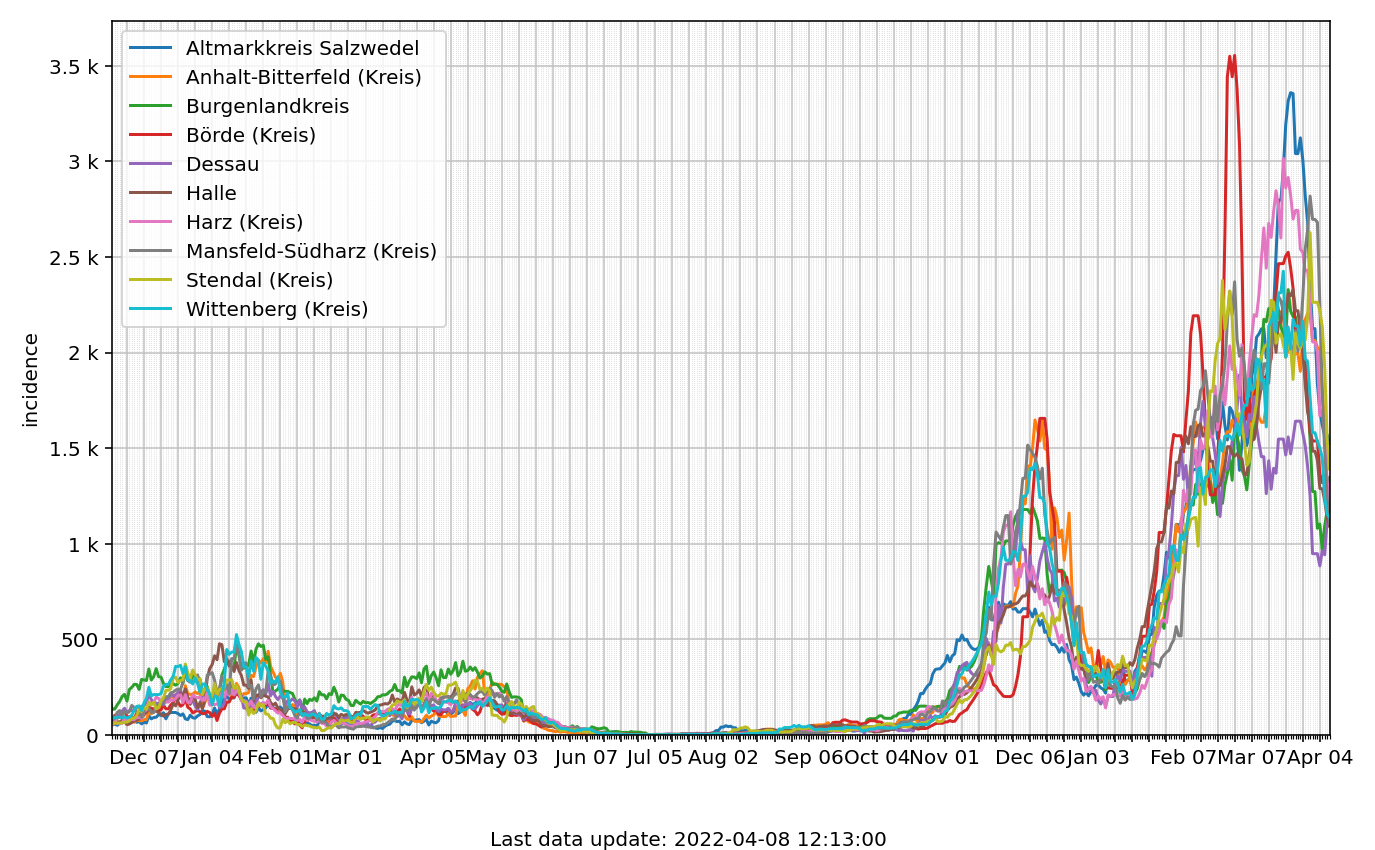 3.5 k
3 k
2.5 k
2 k
1.5 k
1 k
500
0
incidence
Altmarkkreis Salzwedel
Anhalt-Bitterfeld (Kreis)
Burgenlandkreis
Börde (Kreis)
Dessau
Halle
Harz (Kreis)
Mansfeld-Südharz (Kreis)
Stendal (Kreis)
Wittenberg (Kreis)
Dec 07 Jan 04 Feb 01 Mar 01 Apr 05 May 03 Jun 07 Jul 05 Aug 02 Sep 06 Oct 04 Nov 01 Dec 06 Jan 03 Feb 07 Mar 07 Apr 04
Last data update: 2022-04-08 12:13:00